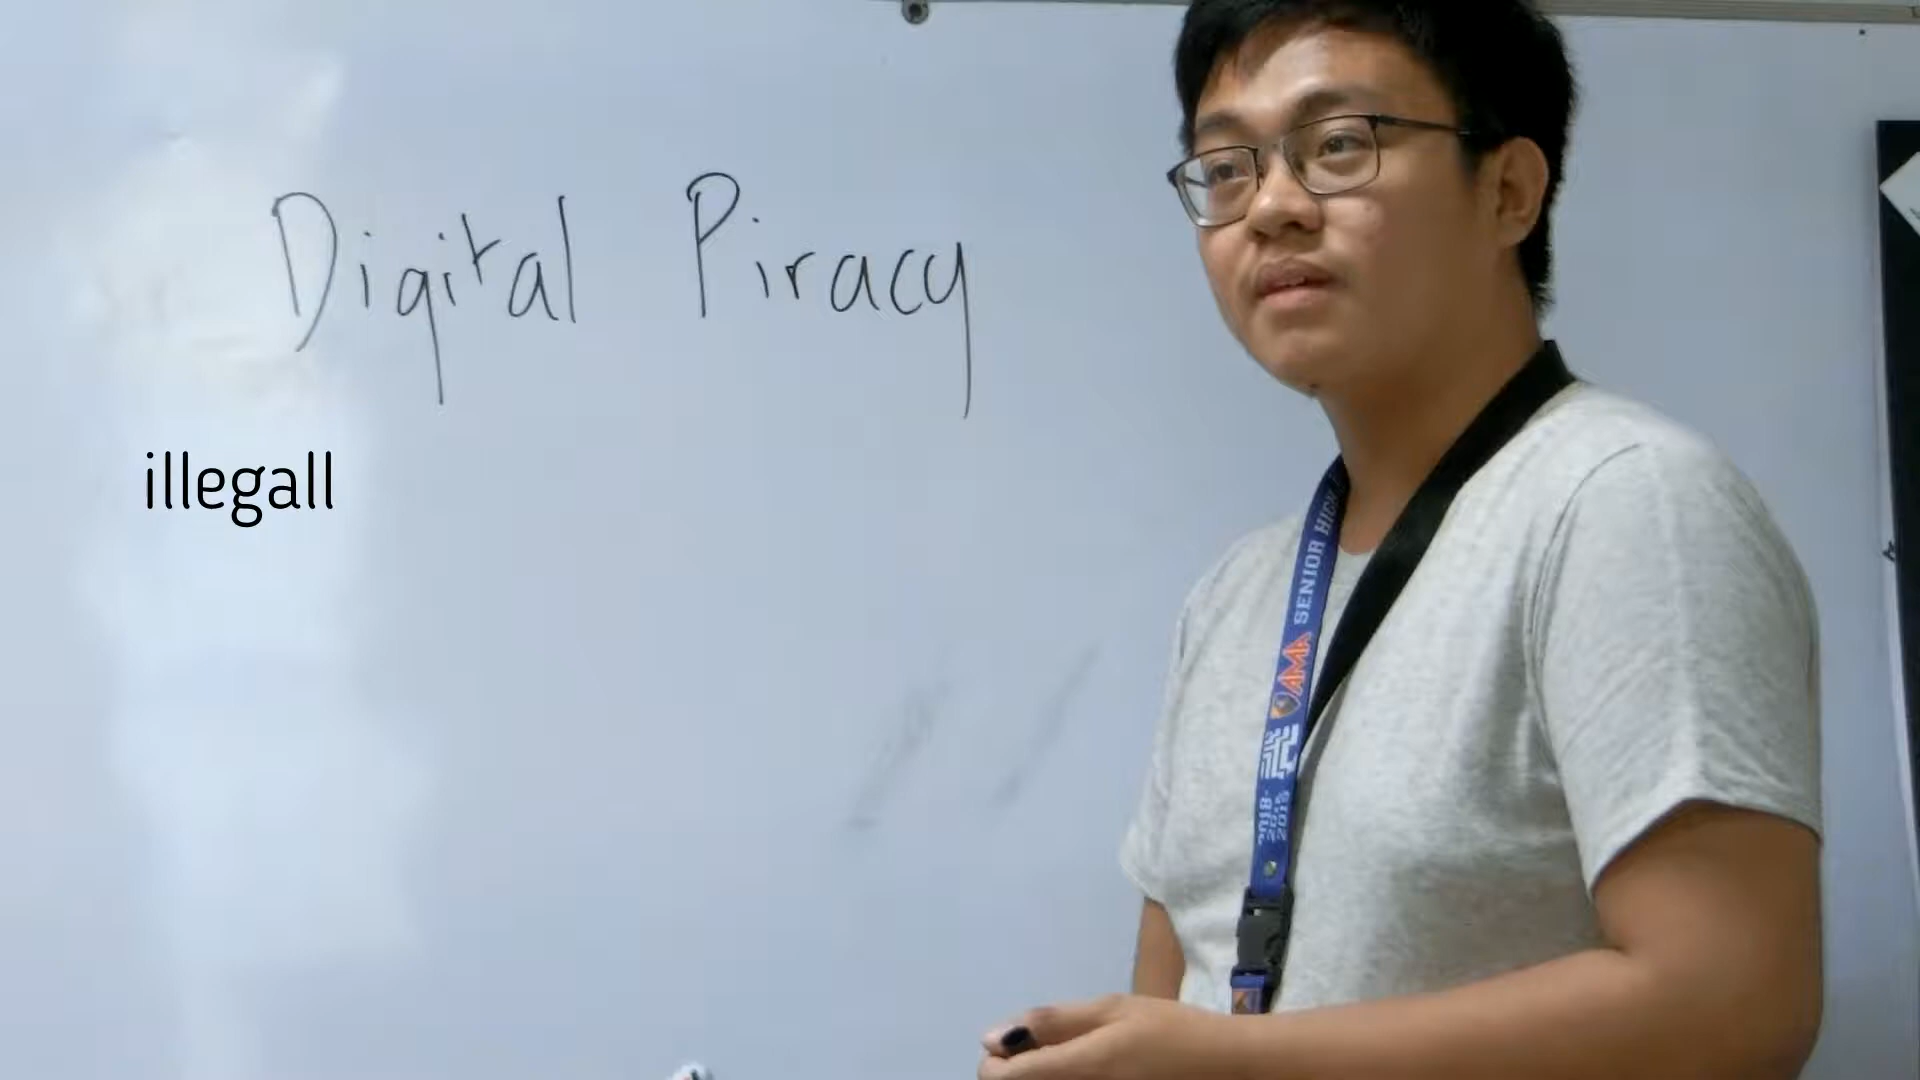 Digital Piracy
illegall
SENIOR HIGH
AMA
2018-
2019